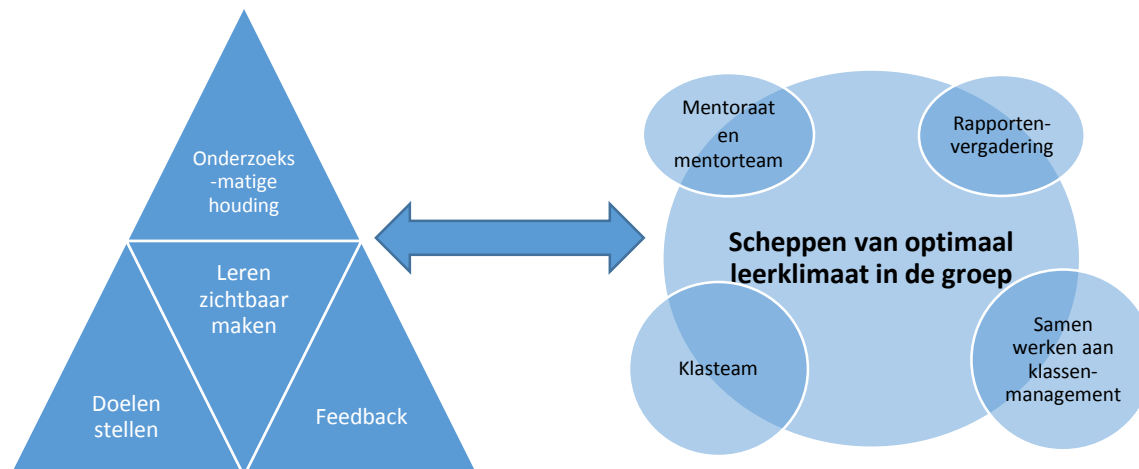 Onderzoeks
-matige
houding
Leren
zichtbaar
maken
Doelen
stellen
Feedback
Mentoraat
en
mentorteam
Rapporten-
vergadering
Scheppen van optimaal
leerklimaat in de groep
Klasteam
Samen
werken aan
klassen-
management